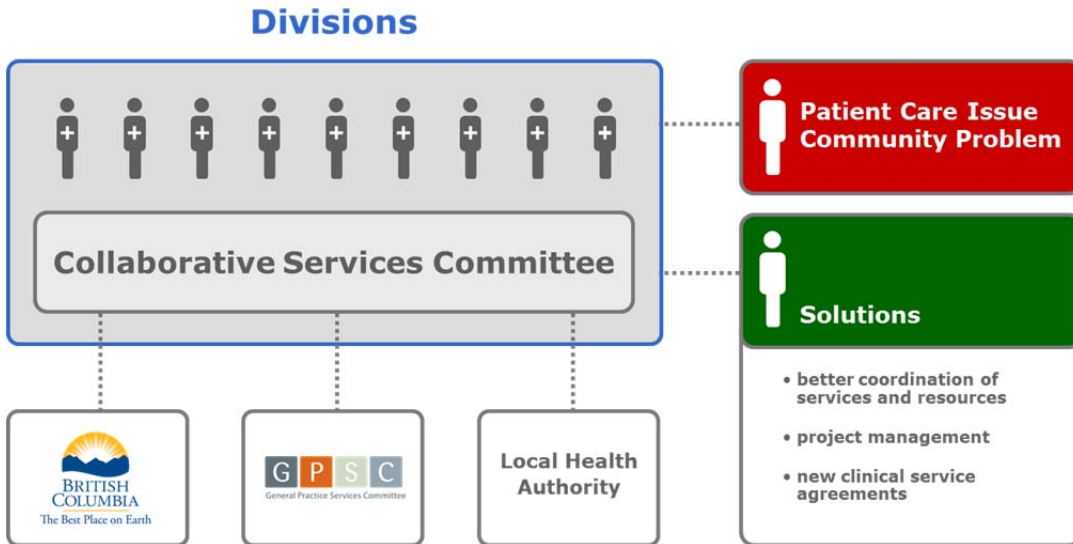 Divisions
Patient Care Issue
Community Problem
Collaborative Services Committee
Solutions
• better coordination of
services and resources
• project management
• new clinical service
agreements
BRITISH
COLUMBIA
The Best Place on Earth
G P S C
General Practice Services Committee
Local Health
Authority